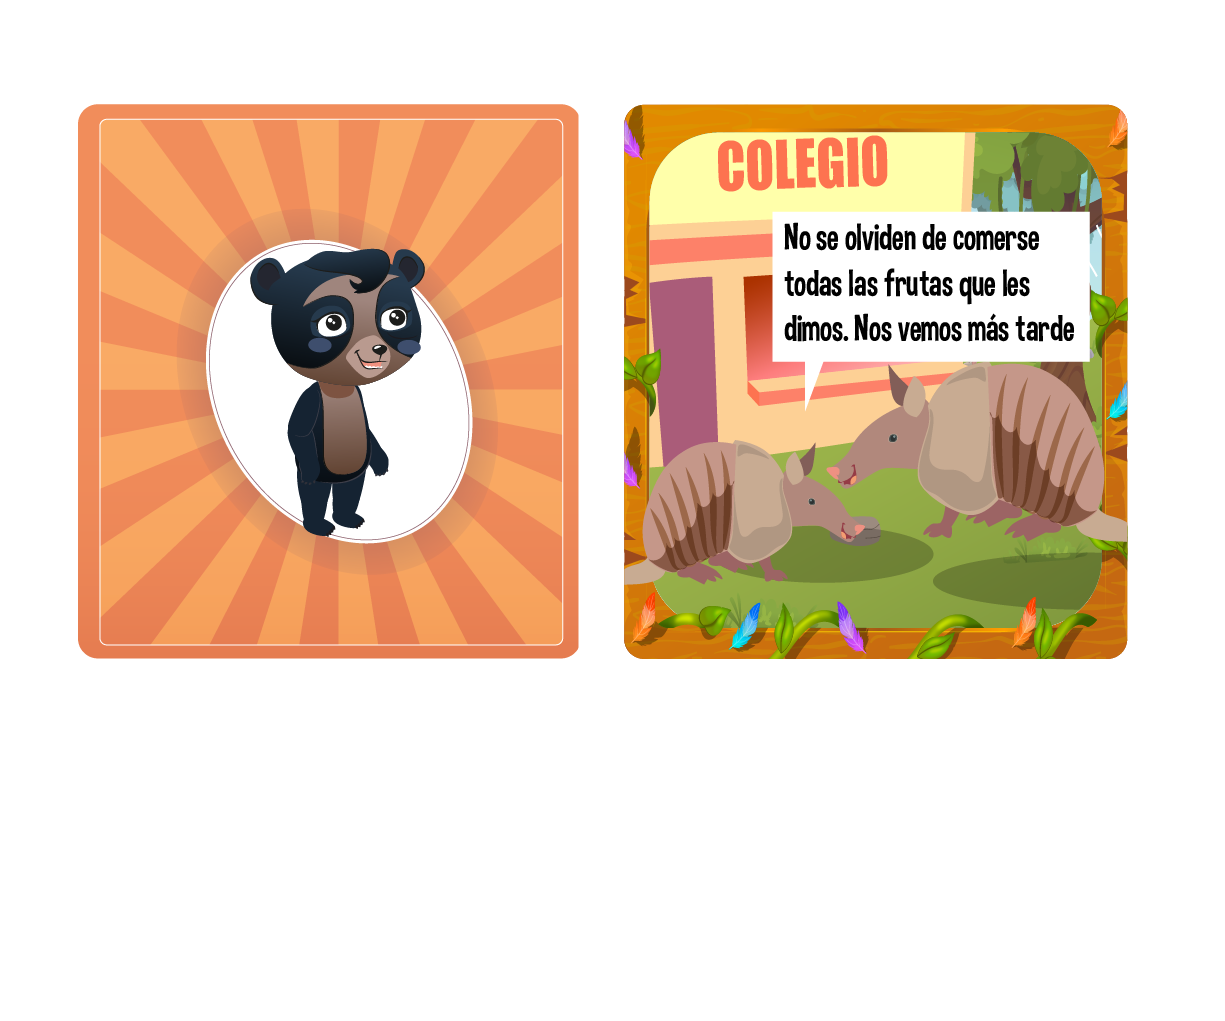 COLEGIO
No se olviden de comerse
todas las frutas que les
dimos. Nos vemos más tarde